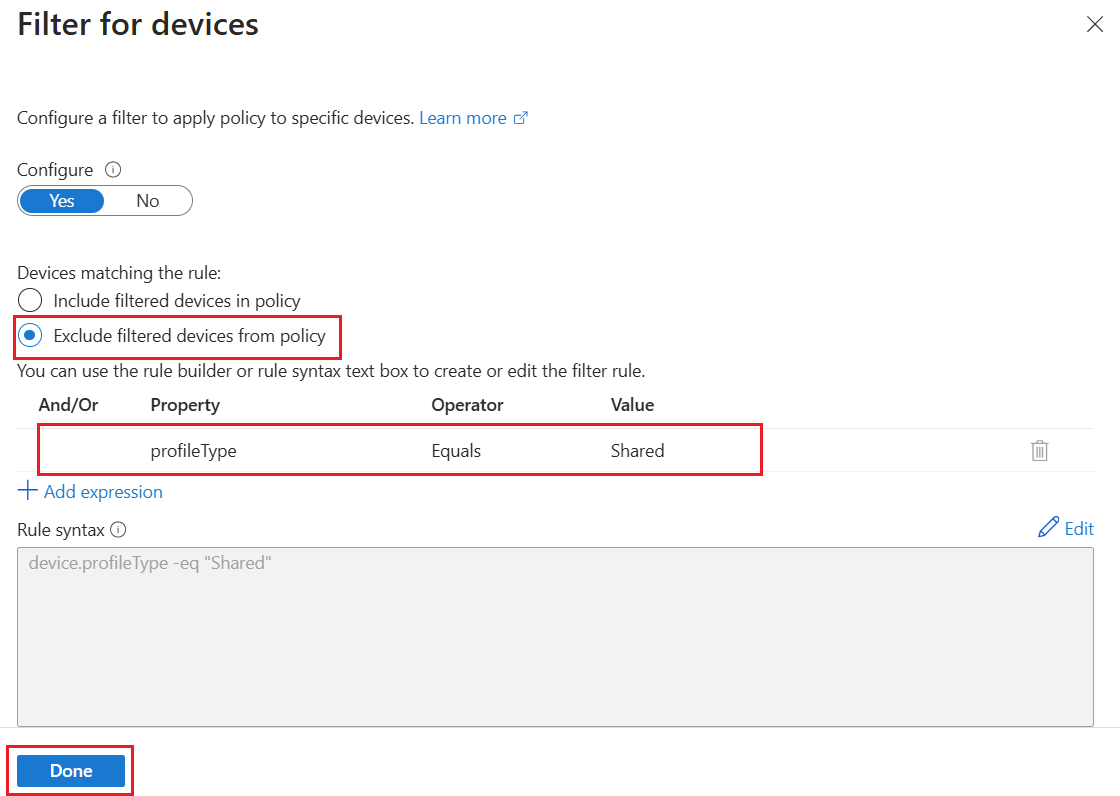 Filter for devices
Configure a filter to apply policy to specific devices. Learn more
Configure
Yes No
Devices matching the rule:
Include filtered devices in policy
Exclude filtered devices from policy
You can use the rule builder or rule syntax text box to create or edit the filter rule.
And/Or Property Operator Value
profileType Equals Shared
Add expression
Rule syntax
Edit
device.profileType -eq "Shared"
Done